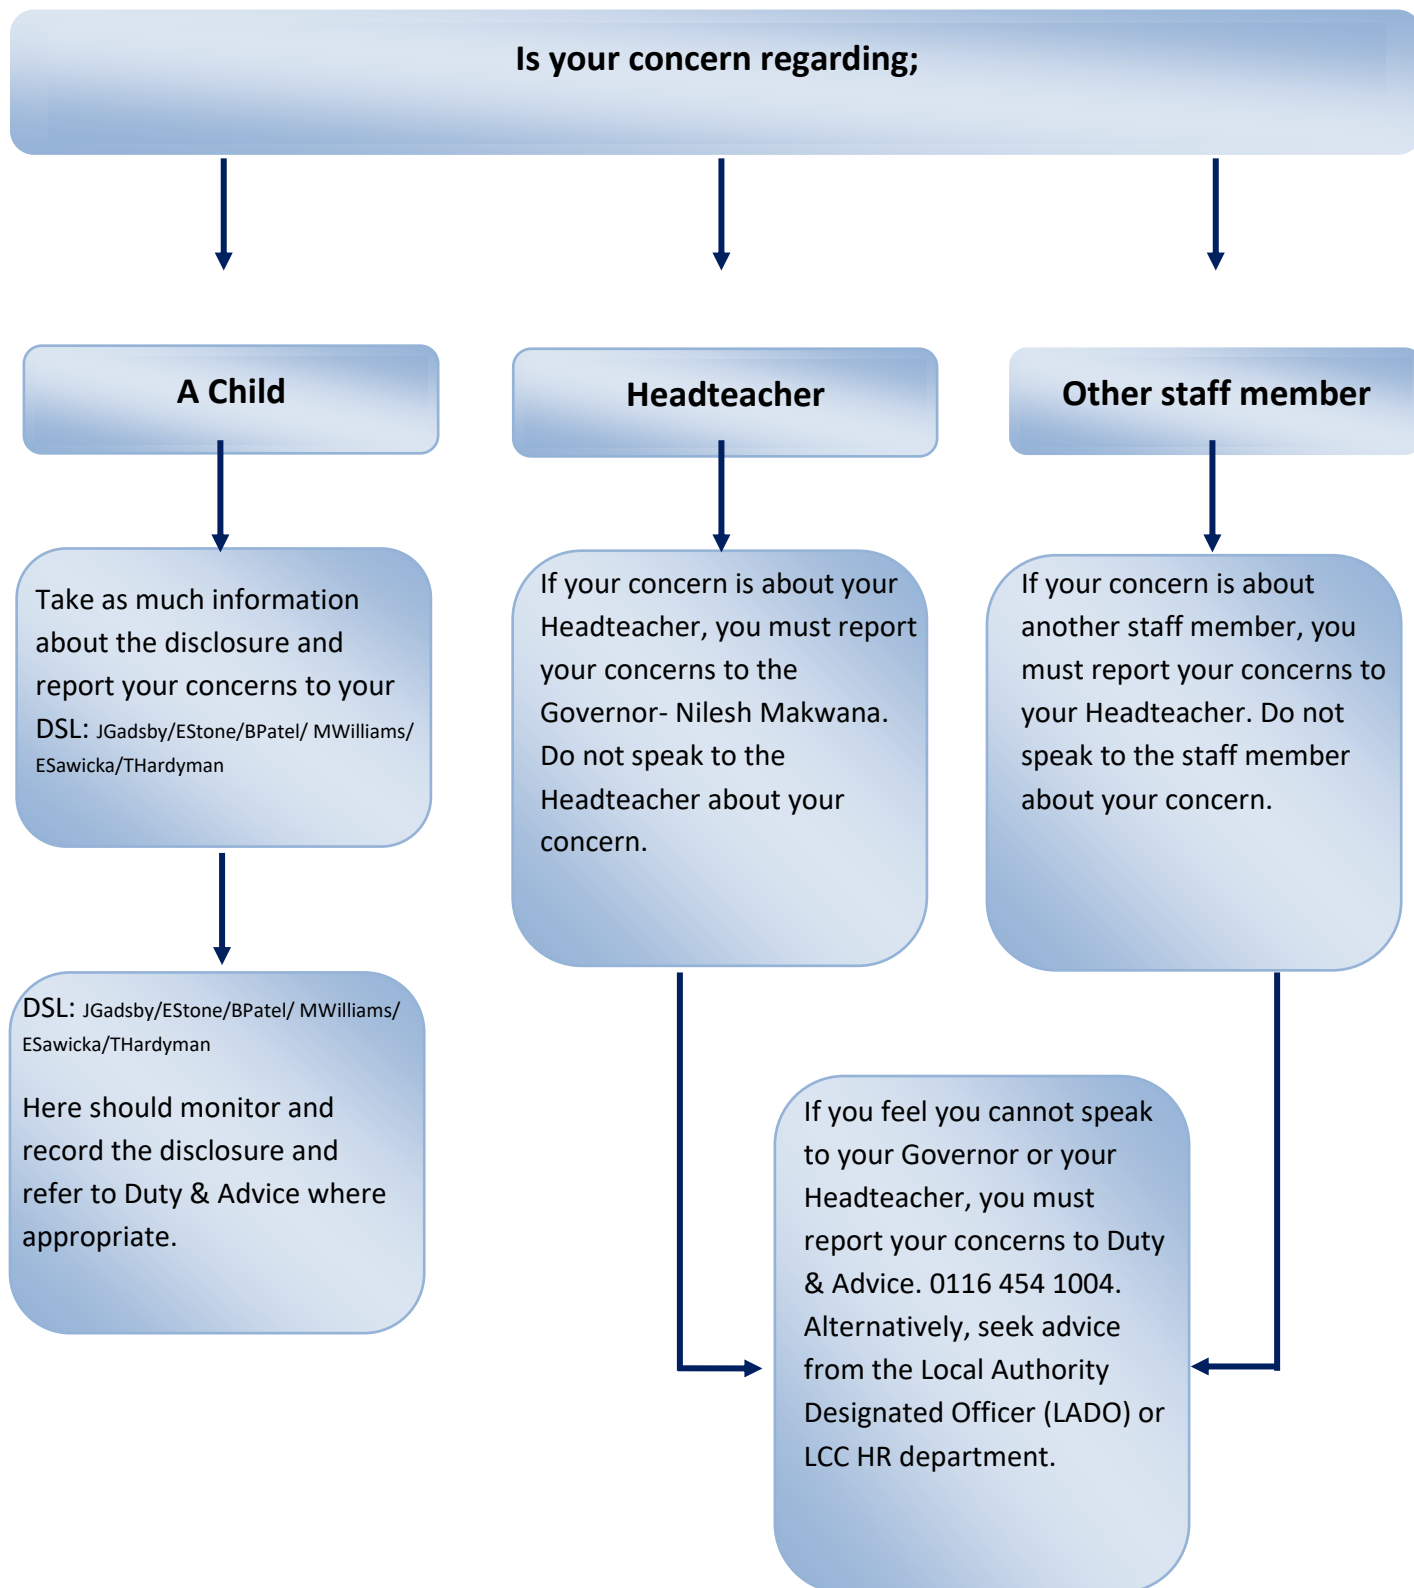 Is your concern regarding;
A Child
Headteacher
Other staff member
Take as much information
about the disclosure and
report your concerns to your
DSL: JGadsby/EStone/BPatel/ MWilliams/
ESawicka/THardyman
If your concern is about your
Headteacher, you must report
your concerns to the
Governor- Nilesh Makwana.
Do not speak to the
Headteacher about your
concern.
If your concern is about
another staff member, you
must report your concerns to
your Headteacher. Do not
speak to the staff member
about your concern.
DSL: JGadsby/EStone/BPatel/ MWilliams/
ESawicka/THardyman
Here should monitor and
record the disclosure and
refer to Duty & Advice where
appropriate.
If you feel you cannot speak
to your Governor or your
Headteacher, you must
report your concerns to Duty
& Advice. 0116 454 1004.
Alternatively, seek advice
from the Local Authority
Designated Officer (LADO) or
LCC HR department.